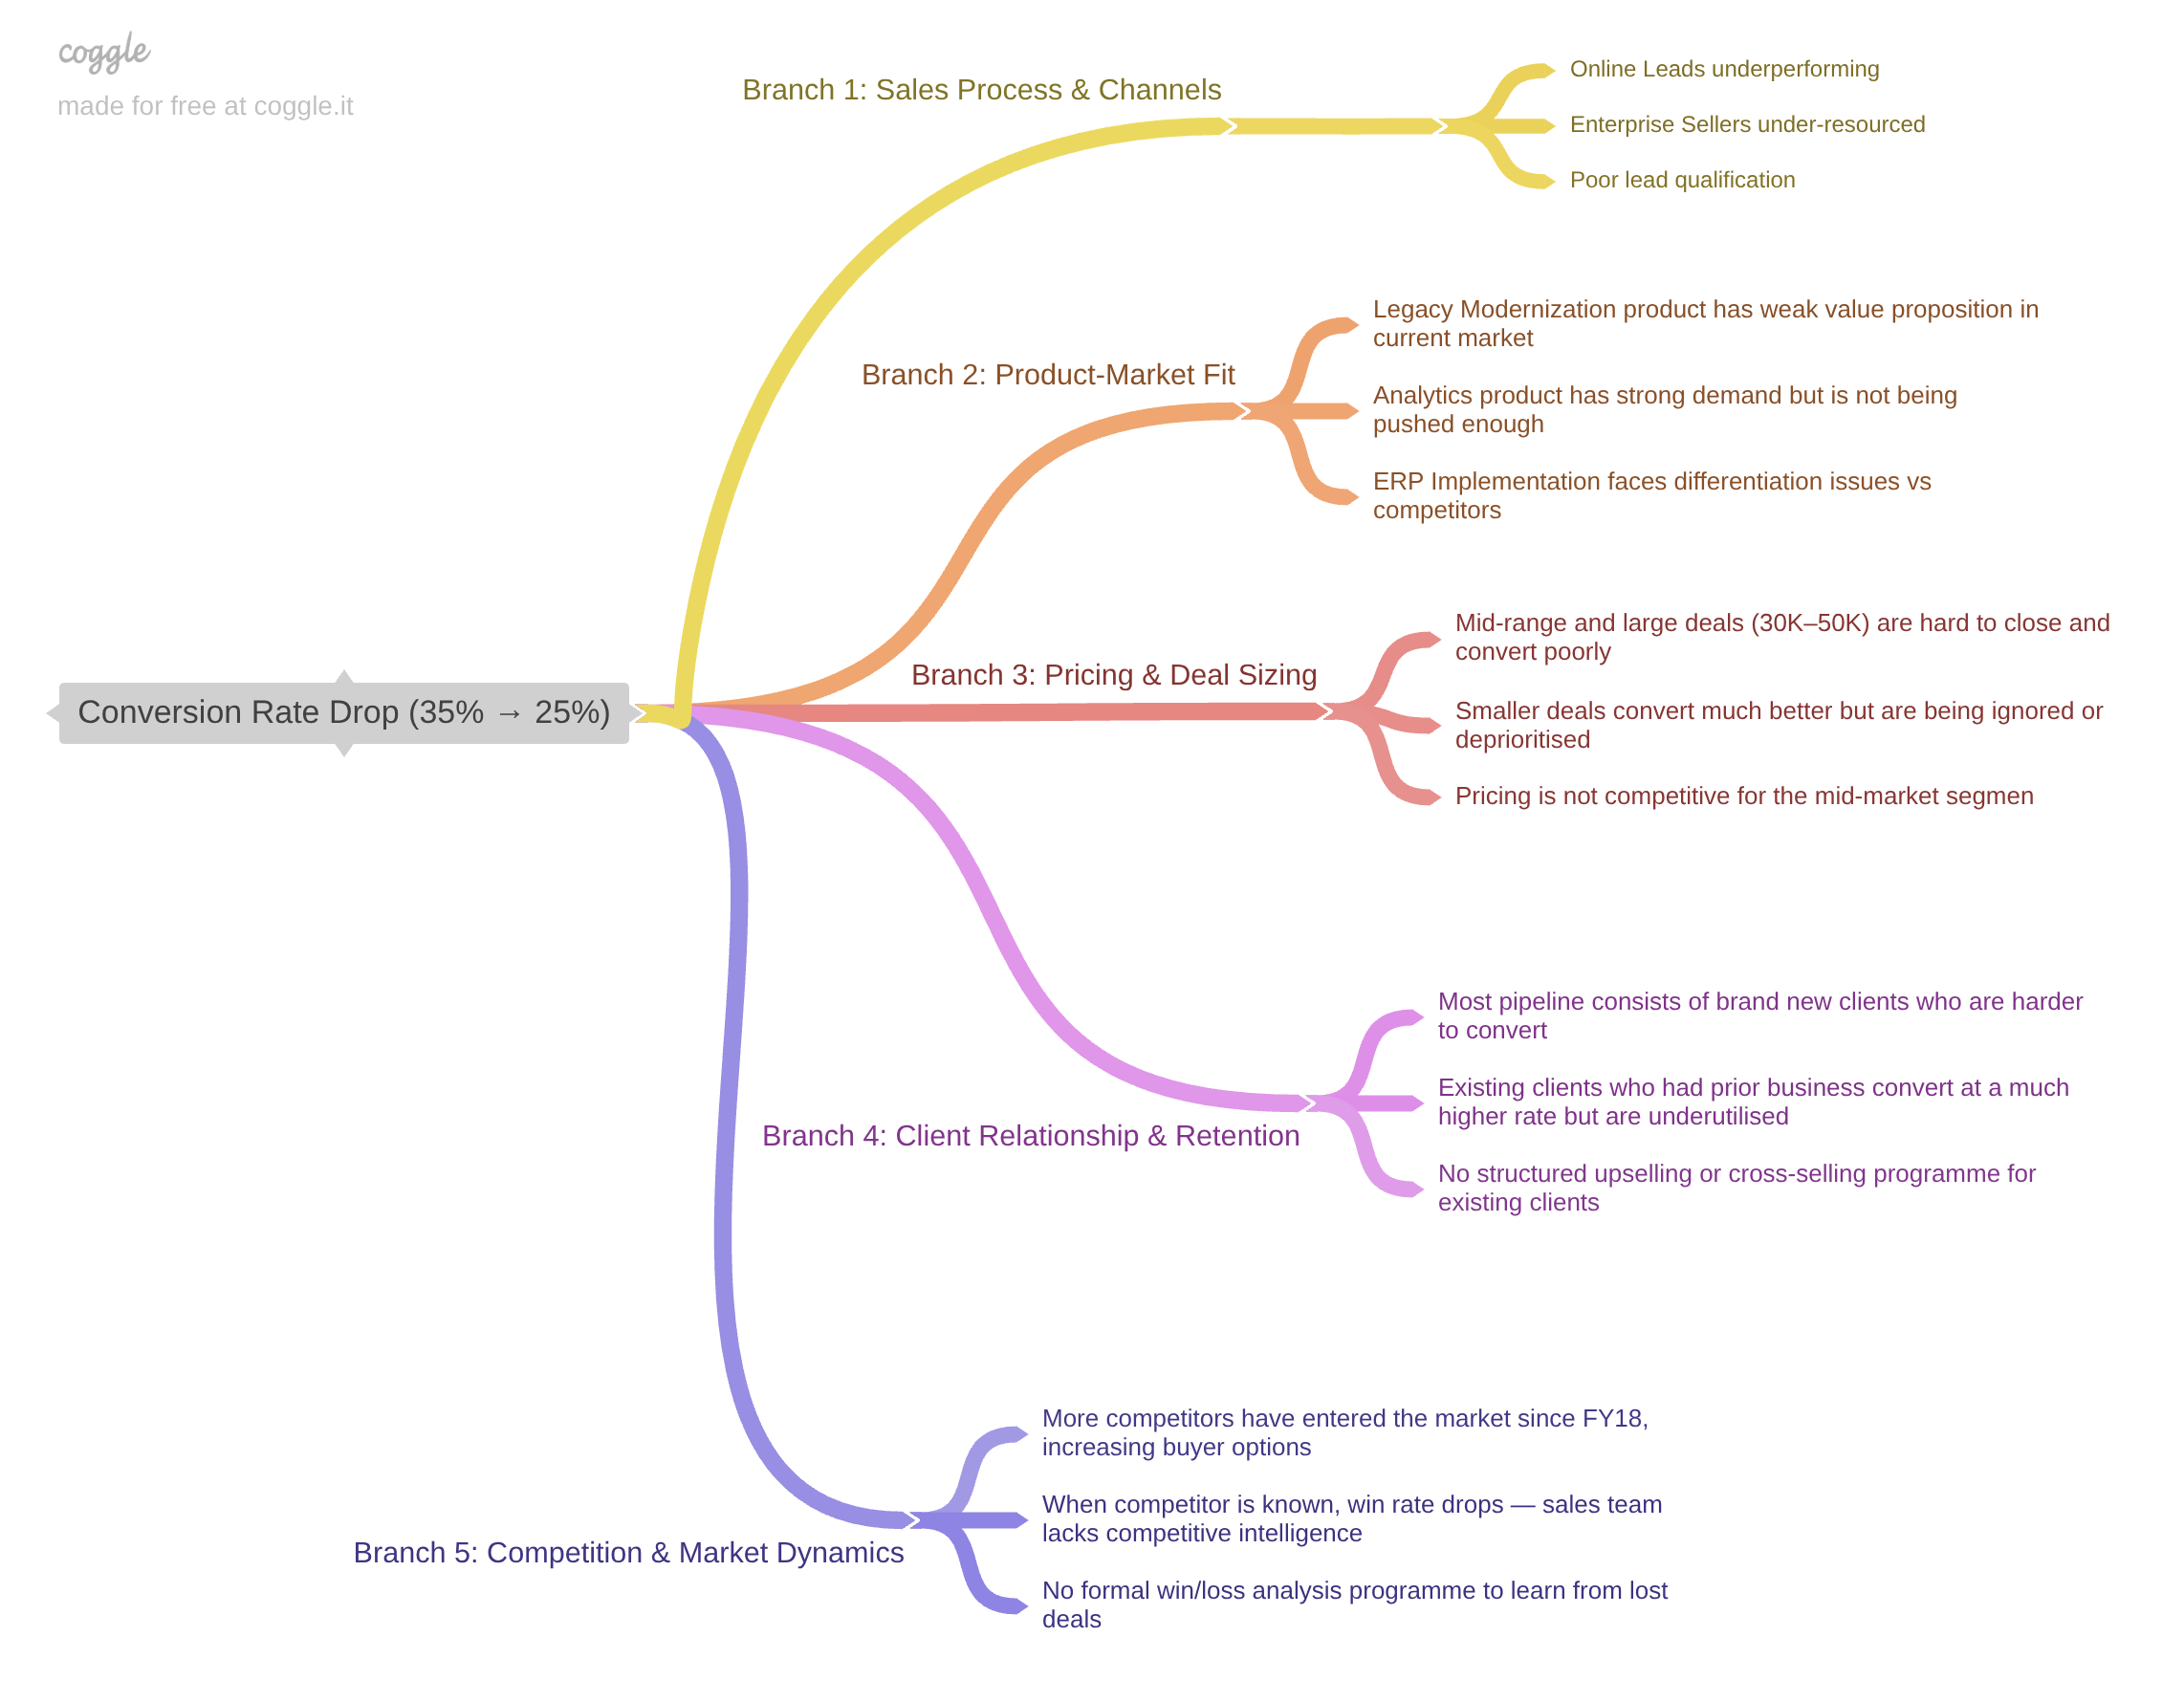 coggle
made for free at coggle.it
Branch 1: Sales Process & Channels
Online Leads underperforming
Enterprise Sellers under-resourced
Poor lead qualification
Branch 2: Product-Market Fit
Legacy Modernization product has weak value proposition in
current market
Analytics product has strong demand but is not being
pushed enough
ERP Implementation faces differentiation issues vs
competitors
Conversion Rate Drop (35% → 25%)
Branch 3: Pricing & Deal Sizing
Mid-range and large deals (30K–50K) are hard to close and
convert poorly
Smaller deals convert much better but are being ignored or
deprioritised
Pricing is not competitive for the mid-market segmen
Branch 4: Client Relationship & Retention
Most pipeline consists of brand new clients who are harder
to convert
Existing clients who had prior business convert at a much
higher rate but are underutilised
No structured upselling or cross-selling programme for
existing clients
Branch 5: Competition & Market Dynamics
More competitors have entered the market since FY18,
increasing buyer options
When competitor is known, win rate drops — sales team
lacks competitive intelligence
No formal win/loss analysis programme to learn from lost
deals